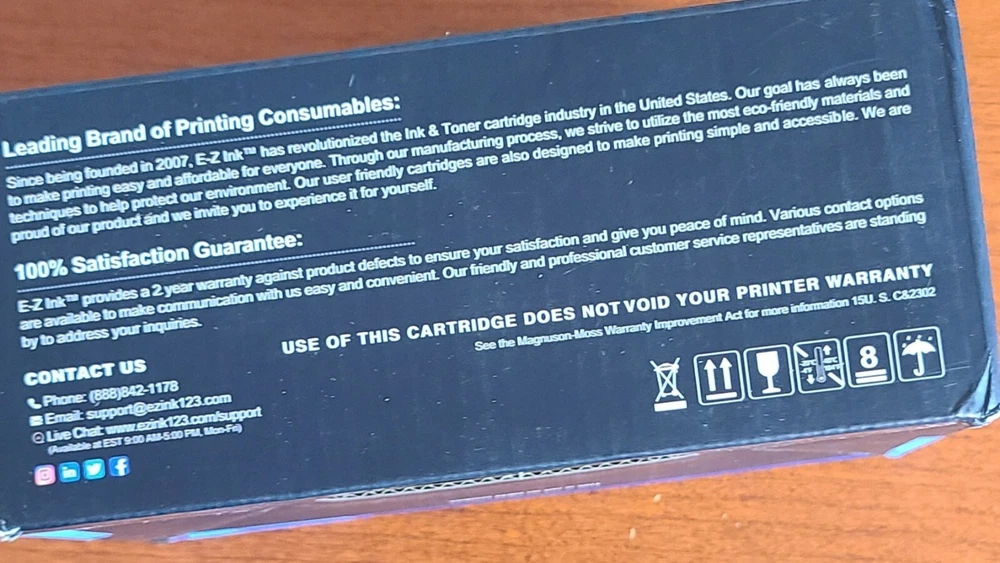 Leading Brand of Printing Consumables:
Since being founded in 2007, E-Z Ink™ has revolutionized the Ink & Toner cartridge industry in the United States. Our goal has always been
to make printing easy and affordable for everyone. Through our manufacturing process, we strive to utilize the most eco-friendly materials and
techniques to help protect our environment. Our user friendly cartridges are also designed to make printing simple and accessible. We are
proud of our product and we invite you to experience it for yourself.
100% Satisfaction Guarantee:
E-Z Ink™ provides a 2 year warranty against product defects to ensure your satisfaction and give you peace of mind. Various contact options
are available to make communication with us easy and convenient. Our friendly and professional customer service representatives are standing
by to address your inquiries.
USE OF THIS CARTRIDGE DOES NOT VOID YOUR PRINTER WARRANTY
See the Magnuson-Moss Warranty Improvement Act for more information 15U. S. C&2302
CONTACT US
Phone: (888)842-1178
Email: support@ezink123.com
Live Chat: www.ezink123.com/support
(Available at EST 9:00 AM-5:00 PM, Mon-Fri)
8